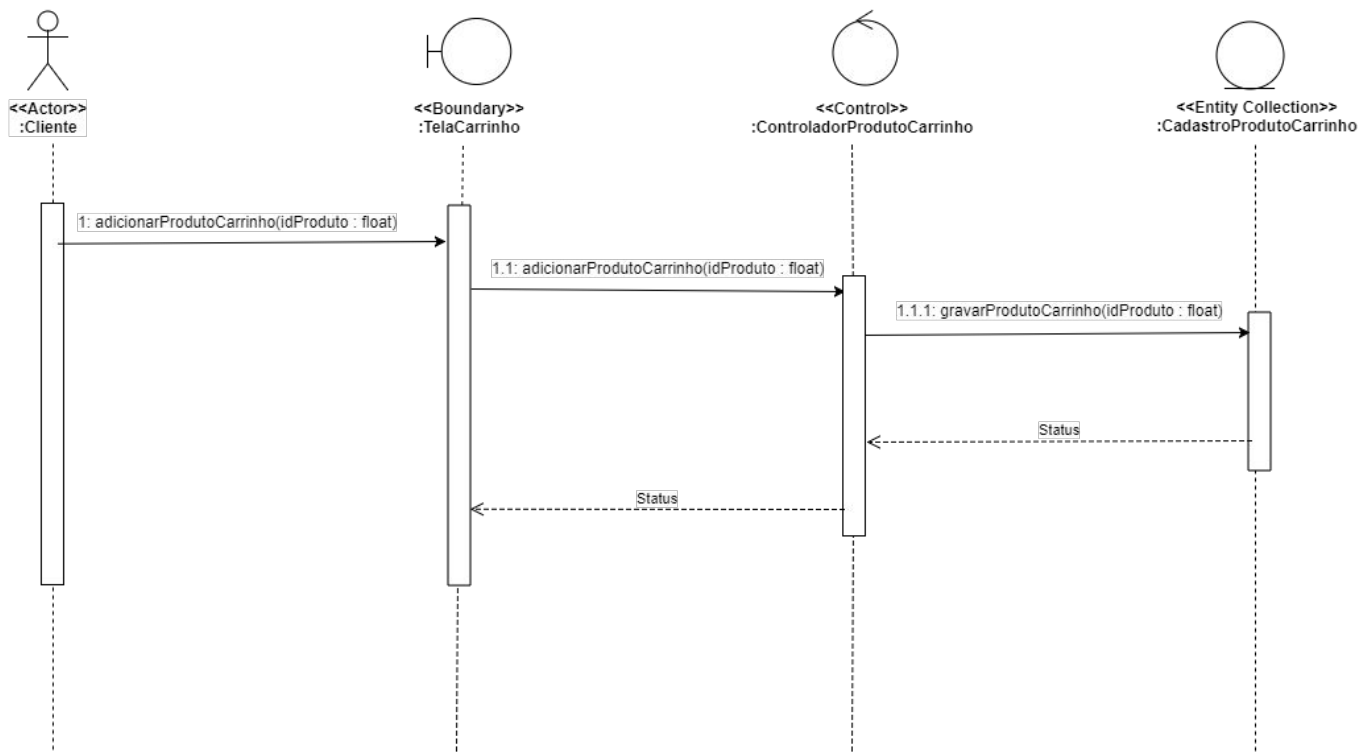 <<Actor>>
:Cliente
<<Boundary>>
:TelaCarrinho
<<Control>>
:ControladorProdutoCarrinho
<<Entity Collection>>
:CadastroProdutoCarrinho
1: adicionarProdutoCarrinho(idProduto : float)
1.1: adicionarProdutoCarrinho(idProduto : float)
1.1.1: gravarProdutoCarrinho(idProduto : float)
Status
Status